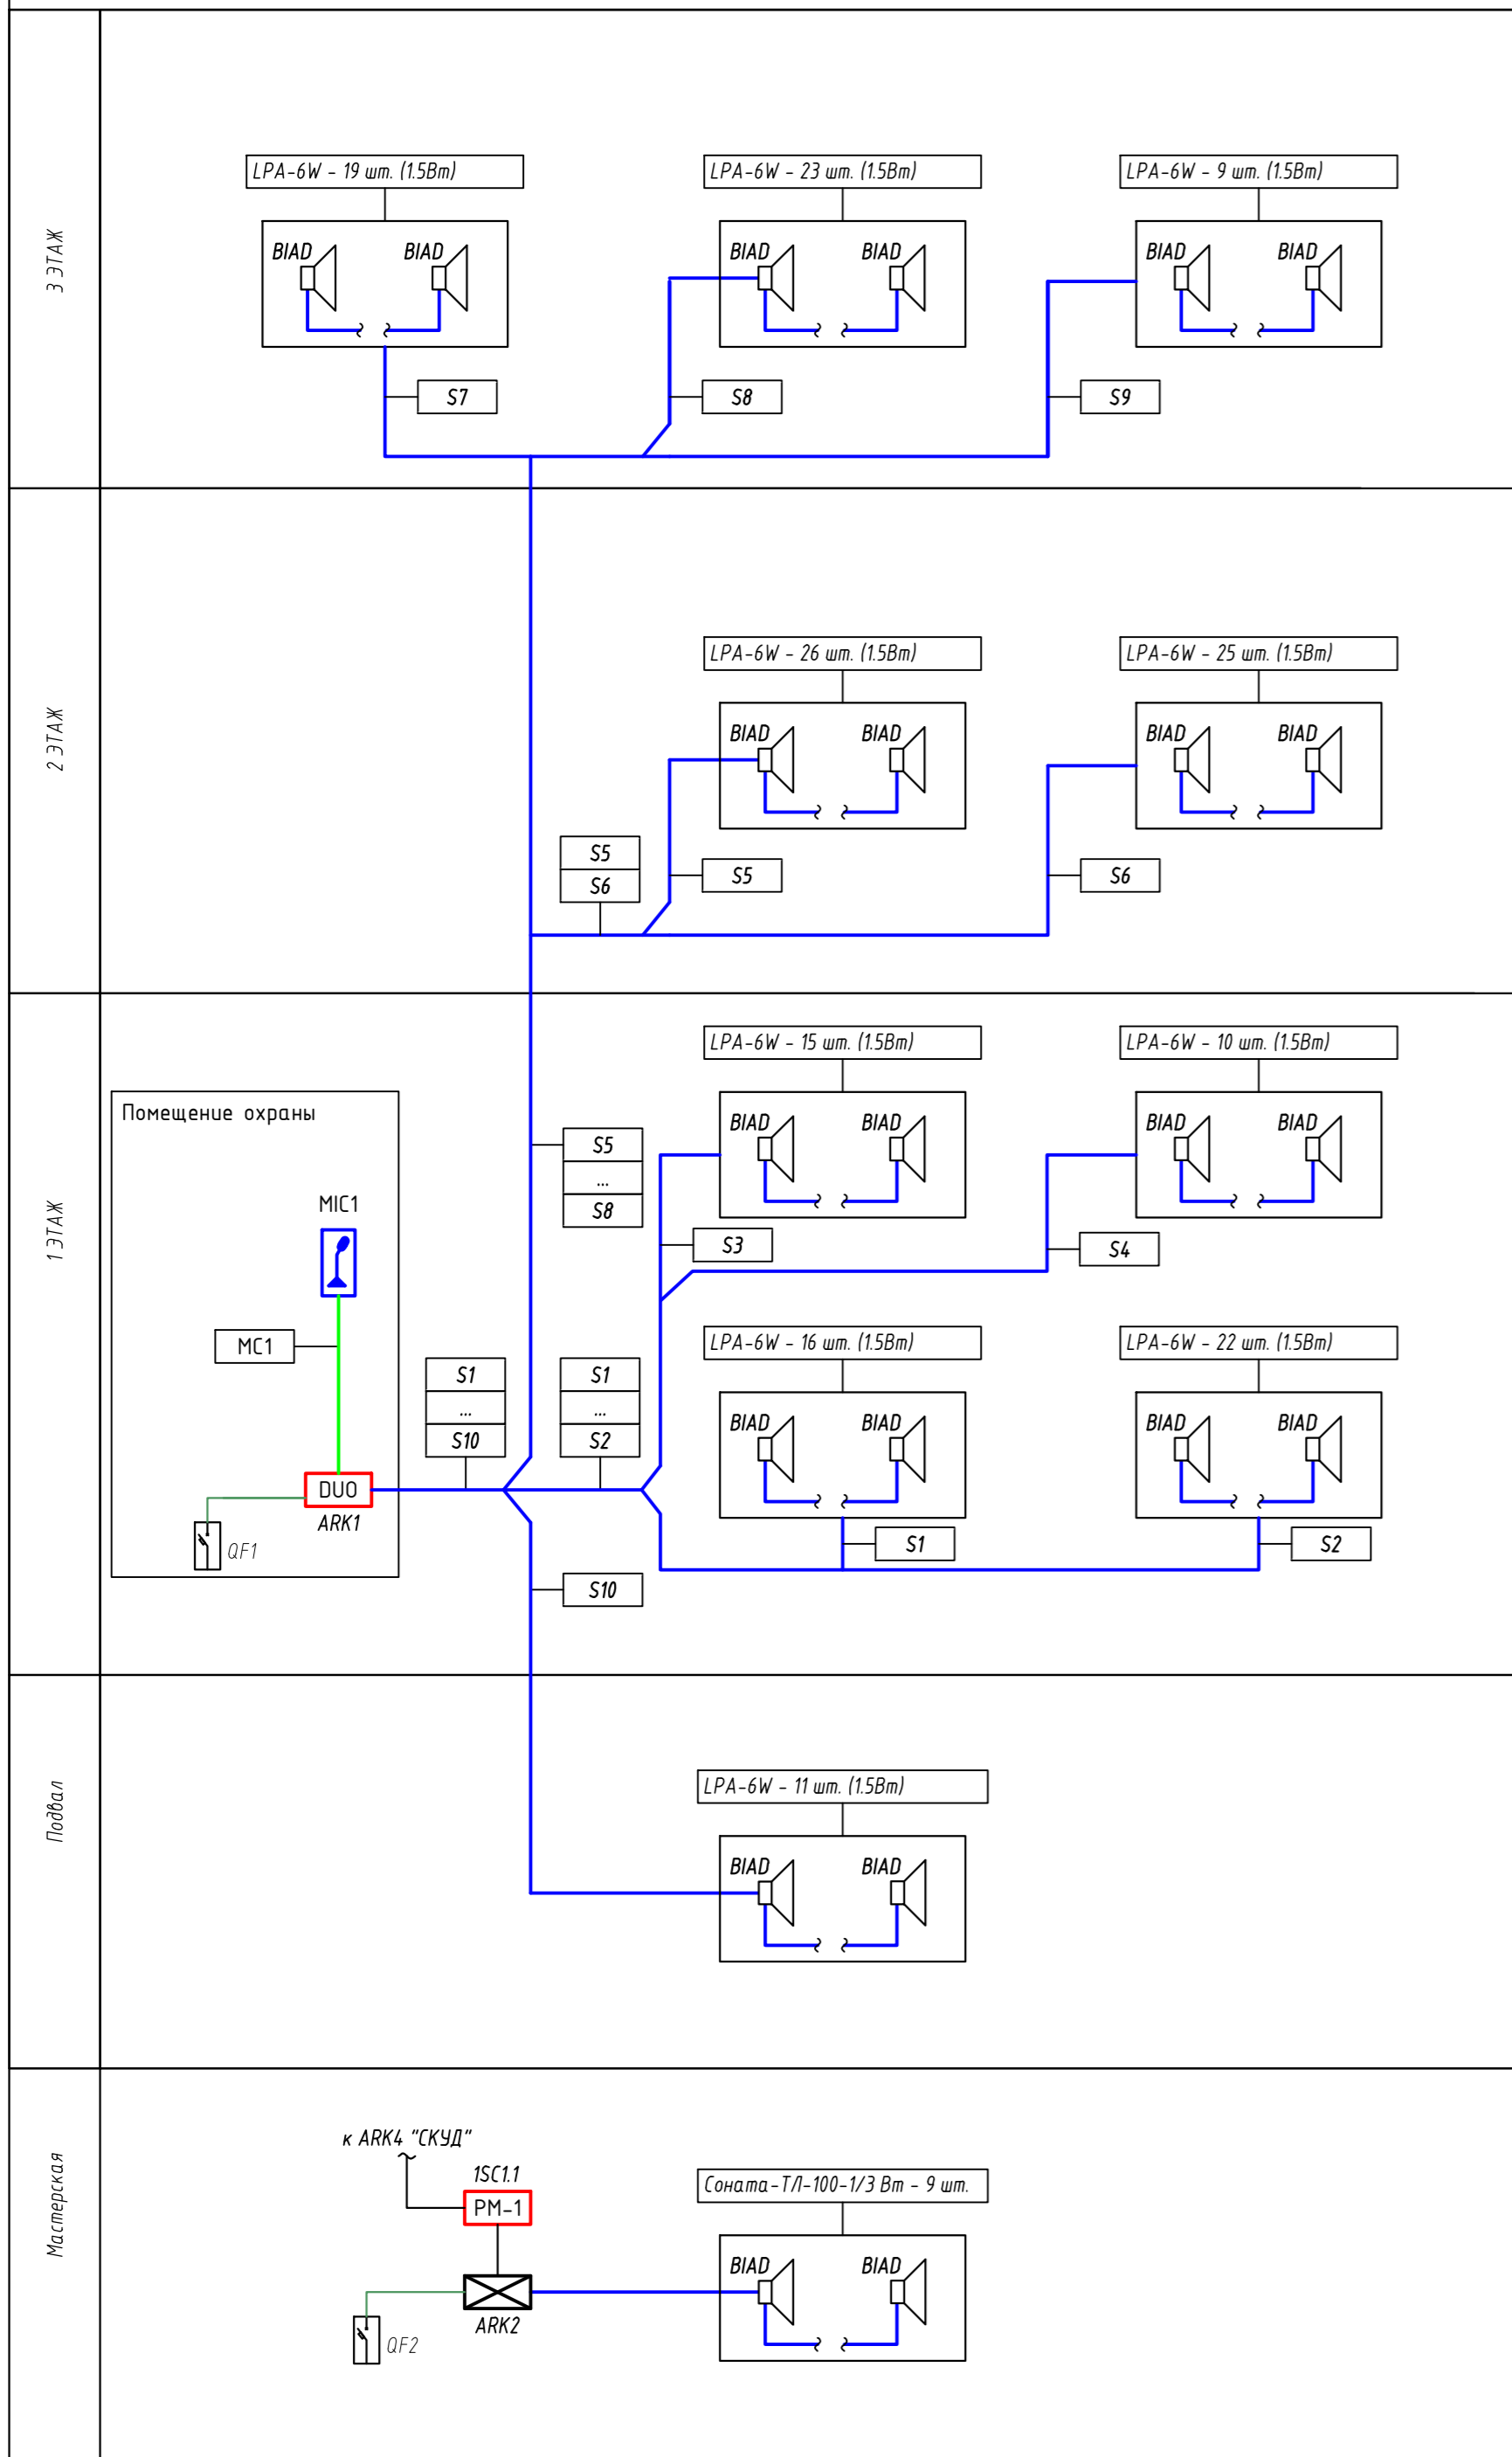 3 ЭТАЖ
LPA-6W - 19 шт. (1.5Вт)
LPA-6W - 23 шт. (1.5Вт)
LPA-6W - 9 шт. (1.5Вт)
BIAD BIAD
BIAD BIAD
BIAD BIAD
S7
S8
S9
2 ЭТАЖ
LPA-6W - 26 шт. (1.5Вт)
LPA-6W - 25 шт. (1.5Вт)
BIAD BIAD
BIAD BIAD
S5
S6
S5
S6
1 ЭТАЖ
LPA-6W - 15 шт. (1.5Вт)
LPA-6W - 10 шт. (1.5Вт)
Помещение охраны
BIAD BIAD
BIAD BIAD
S5
...
S8
MIC1
S3
S4
MC1
LPA-6W - 16 шт. (1.5Вт)
LPA-6W - 22 шт. (1.5Вт)
S1
...
S10
S1
...
S2
BIAD BIAD
BIAD BIAD
DUO
ARK1
QF1
S1
S2
S10
Подвал
LPA-6W - 11 шт. (1.5Вт)
BIAD BIAD
Мастерская
к ARK4 "СКУД"
1SC1.1
РМ-1
Соната-ТЛ-100-1/3 Вт - 9 шт.
BIAD BIAD
ARK2
QF2